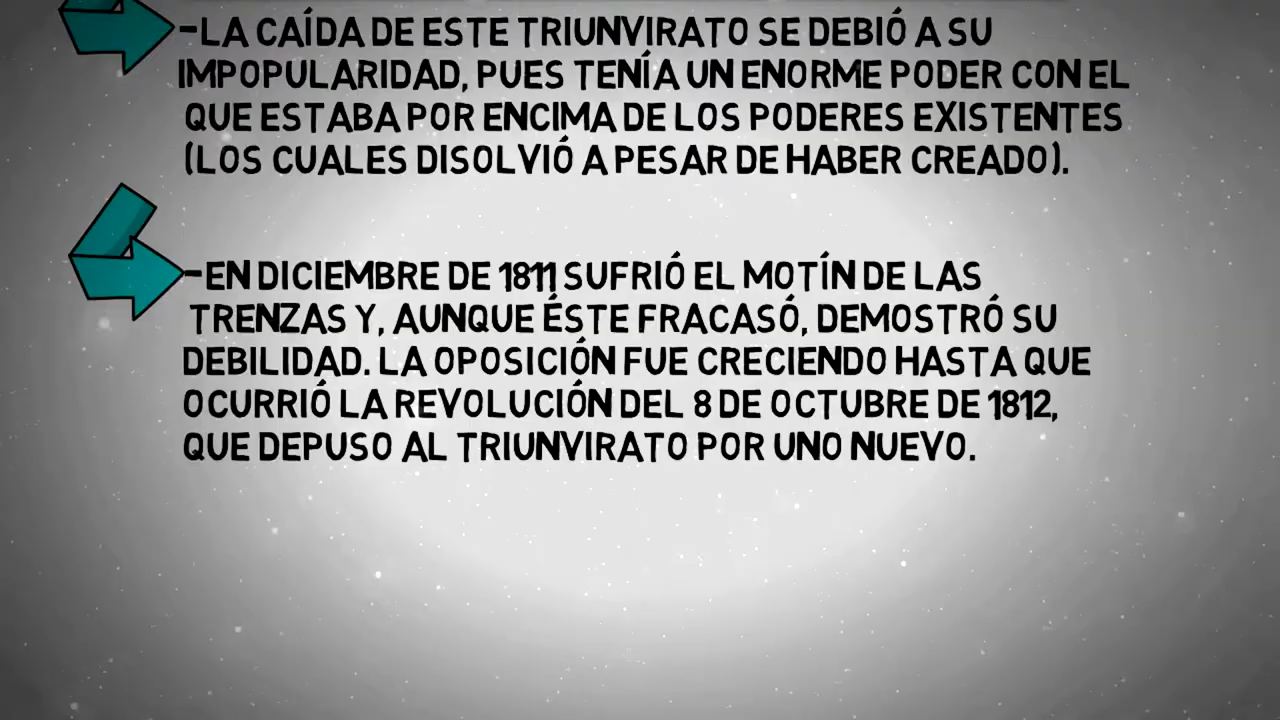 -LA CAÍDA DE ESTE TRIUNVIRATO SE DEBIÓ A SU
IMPOPULARIDAD, PUES TENÍA UN ENORME PODER CON EL
QUE ESTABA POR ENCIMA DE LOS PODERES EXISTENTES
(LOS CUALES DISOLVIÓ A PESAR DE HABER CREADO).
-EN DICIEMBRE DE 1811 SUFRIÓ EL MOTÍN DE LAS
TRENZAS Y, AUNQUE ÉSTE FRACASÓ, DEMOSTRÓ SU
DEBILIDAD. LA OPOSICIÓN FUE CRECIENDO HASTA QUE
OCURRIÓ LA REVOLUCIÓN DEL 8 DE OCTUBRE DE 1812,
QUE DEPUSO AL TRIUNVIRATO POR UNO NUEVO.